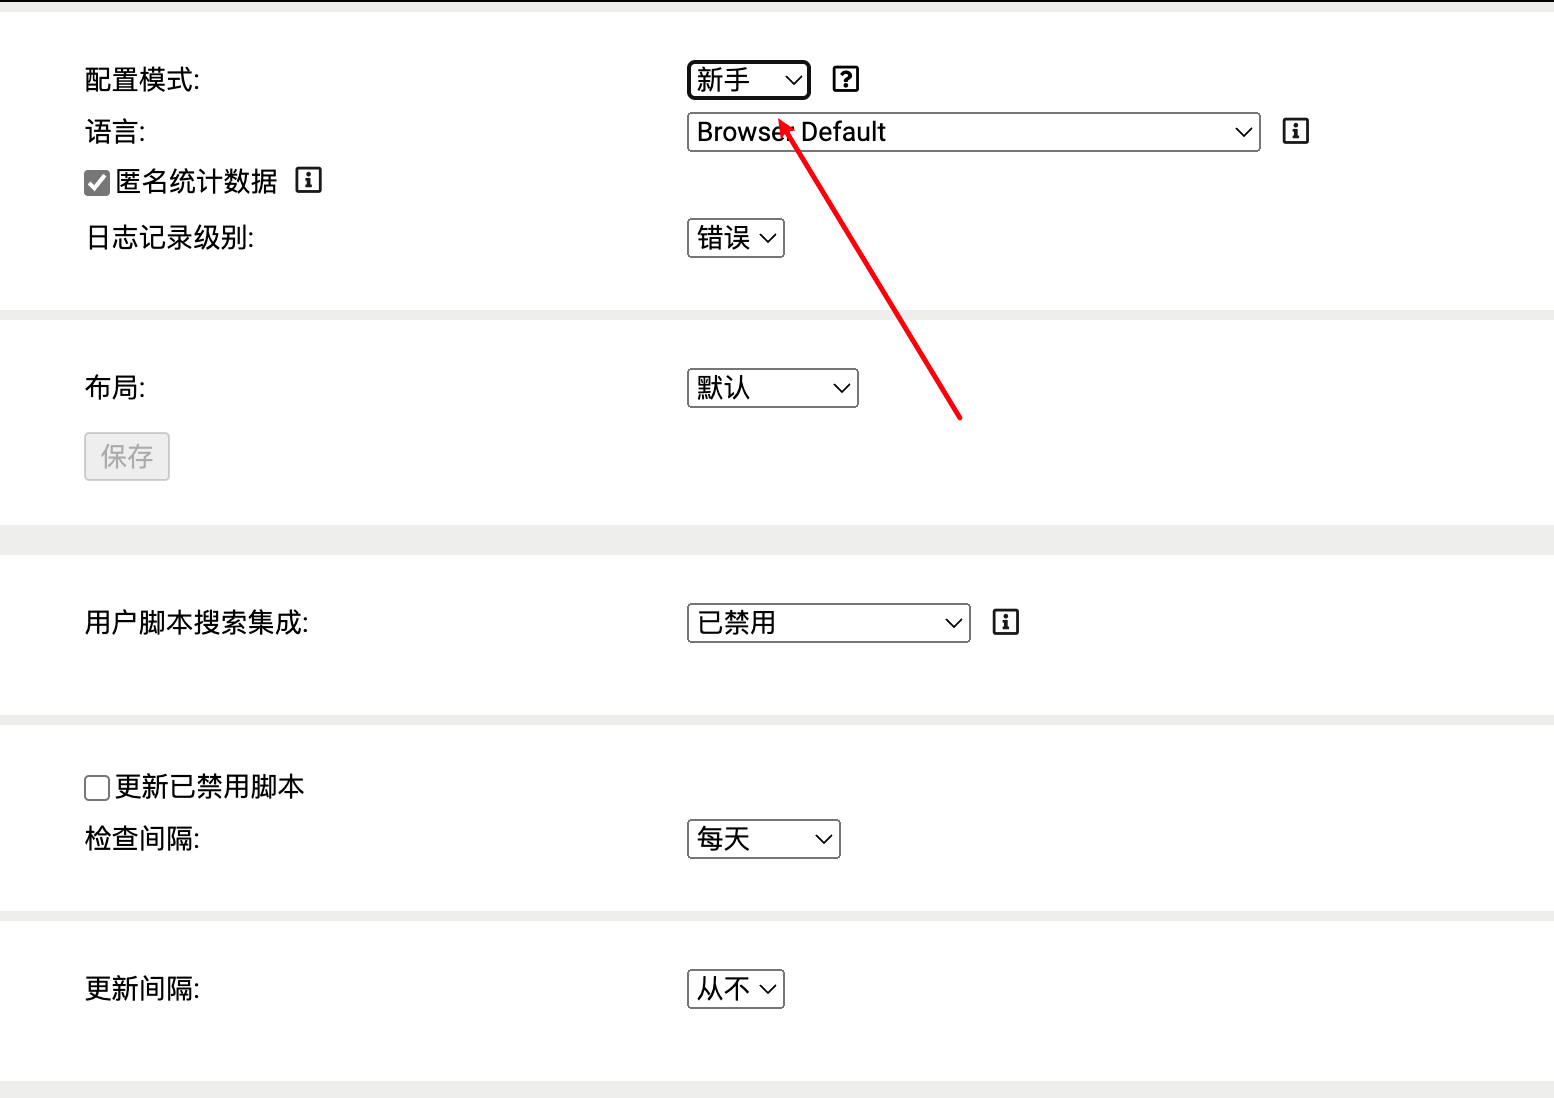 配置模式: 新手
语言: Browser Default
匿名统计数据
日志记录级别: 错误
布局: 默认
保存
用户脚本搜索集成: 已禁用
更新已禁用脚本
检查间隔: 每天
更新间隔: 从不